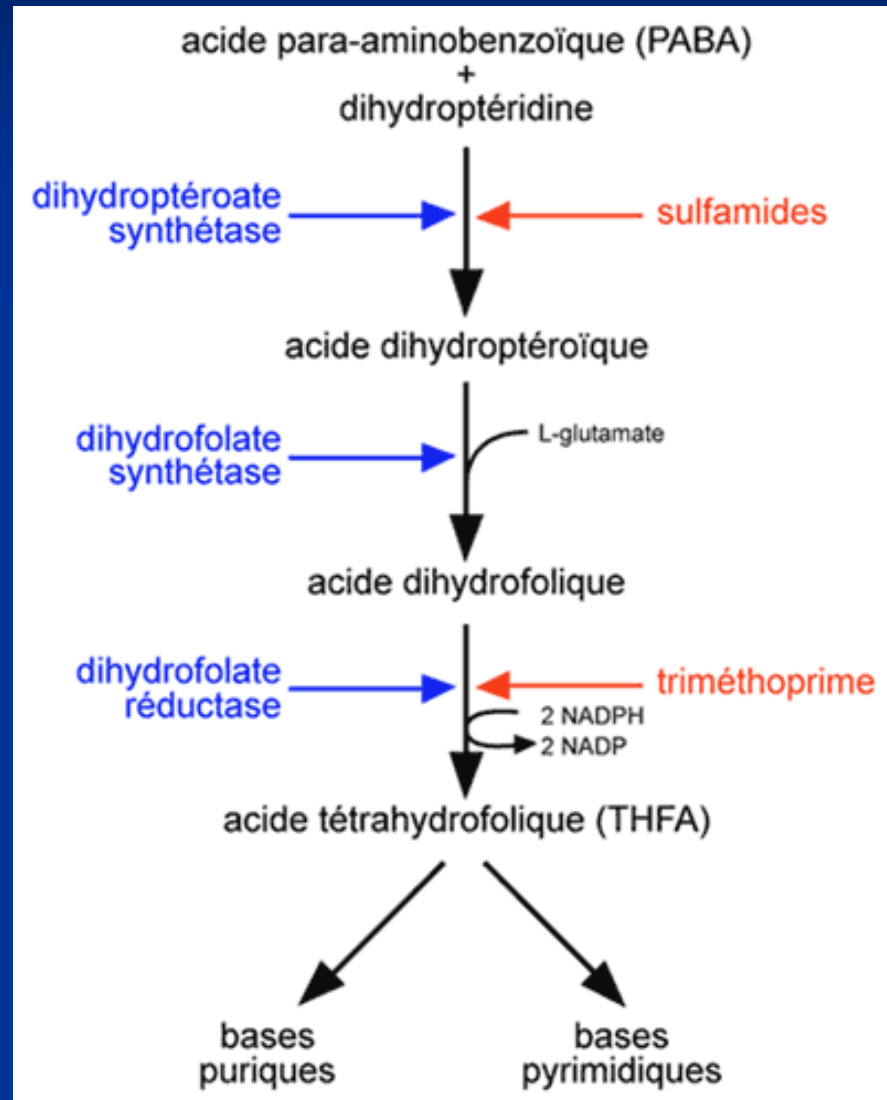 acide para-aminobenzoïque (PABA)
+
dihydroptéridine
dihydroptéroate
synthétase
sulfamides
acide dihydroptéroïque
dihydrofolate
synthétase
L-glutamate
acide dihydrofolique
dihydrofolate
réductase
triméthoprime
2 NADPH
2 NADP
acide tétrahydrofolique (THFA)
bases
puriques
bases
pyrimidiques